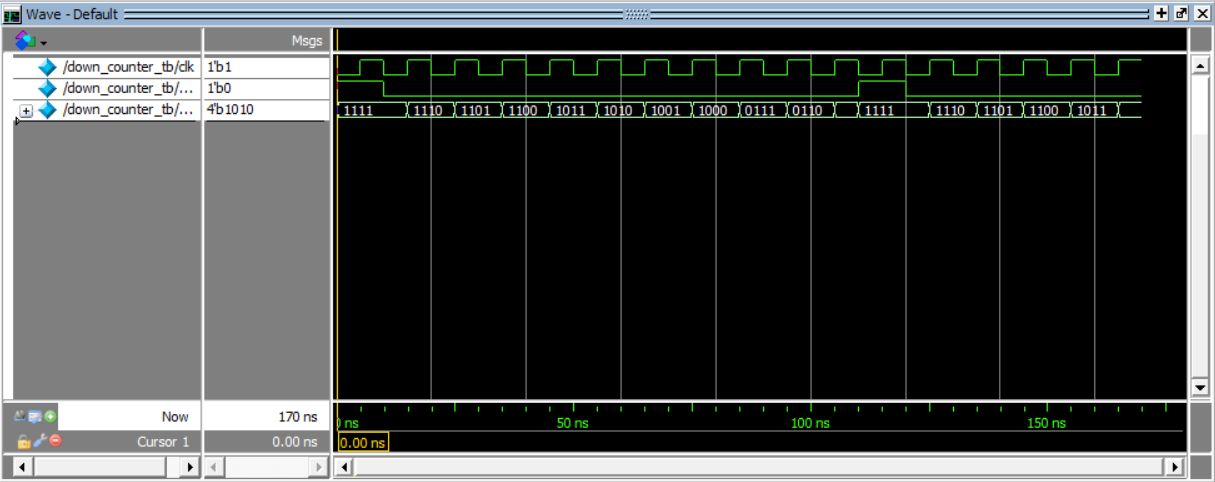 Wave - Default
Msgs
/down_counter_tb/clk 1'b1
/down_counter_tb/... 1'b0
/down_counter_tb/... 4'b1010 1111 1110 1101 1100 1011 1010 1001 1000 0111 0110 1111 1110 1101 1100 1011
Now 170 ns ns 50 ns 100 ns 150 ns
Cursor 1 0.00 ns 0.00 ns